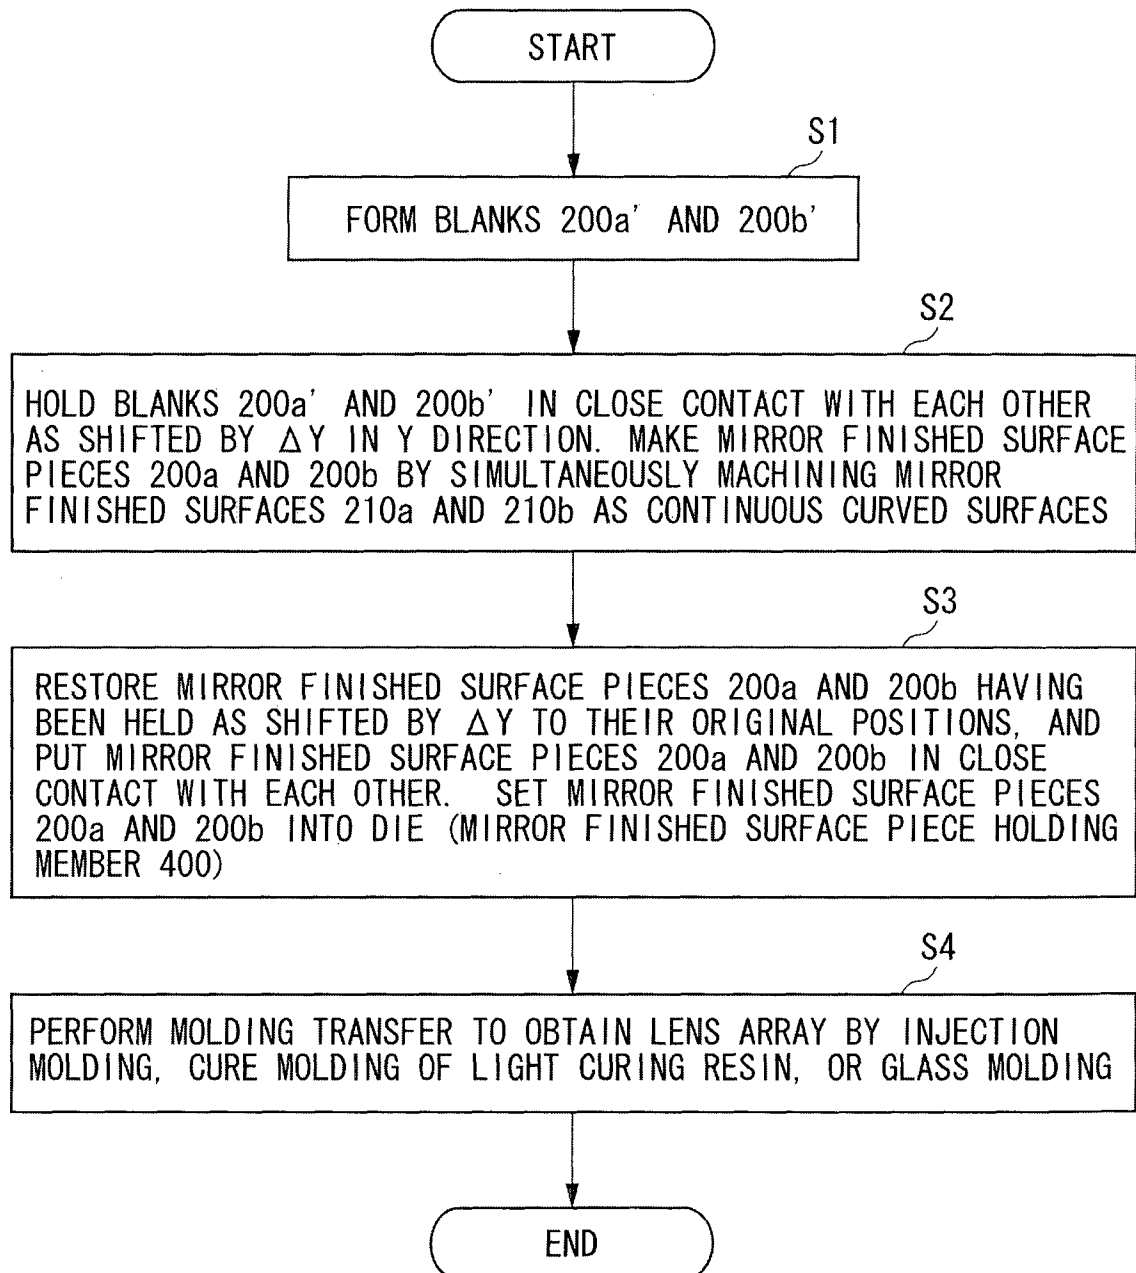 START
S1
FORM BLANKS 200a' AND 200b'
S2
HOLD BLANKS 200a' AND 200b' IN CLOSE CONTACT WITH EACH OTHER
AS SHIFTED BY ΔY IN Y DIRECTION. MAKE MIRROR FINISHED SURFACE
PIECES 200a AND 200b BY SIMULTANEOUSLY MACHINING MIRROR
FINISHED SURFACES 210a AND 210b AS CONTINUOUS CURVED SURFACES
S3
RESTORE MIRROR FINISHED SURFACE PIECES 200a AND 200b HAVING
BEEN HELD AS SHIFTED BY ΔY TO THEIR ORIGINAL POSITIONS, AND
PUT MIRROR FINISHED SURFACE PIECES 200a AND 200b IN CLOSE
CONTACT WITH EACH OTHER. SET MIRROR FINISHED SURFACE PIECES
200a AND 200b INTO DIE (MIRROR FINISHED SURFACE PIECE HOLDING
MEMBER 400)
S4
PERFORM MOLDING TRANSFER TO OBTAIN LENS ARRAY BY INJECTION
MOLDING, CURE MOLDING OF LIGHT CURING RESIN, OR GLASS MOLDING
END